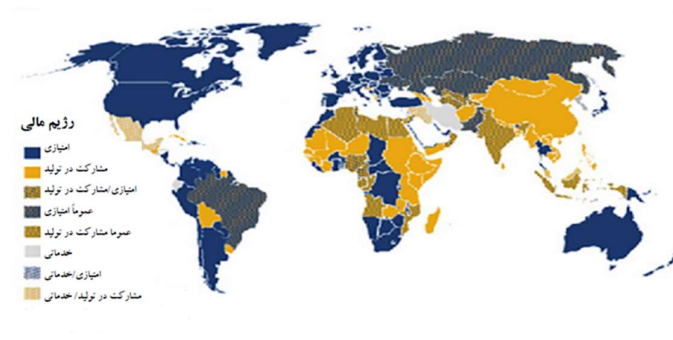 رژیم مالی
امتیازی
مشارکت در تولید
امتیازی/مشارکت در تولید
عموماً امتیازی
عموما مشارکت در تولید
خدماتی
امتیازی/خدماتی
مشارکت در تولید/ خدماتی